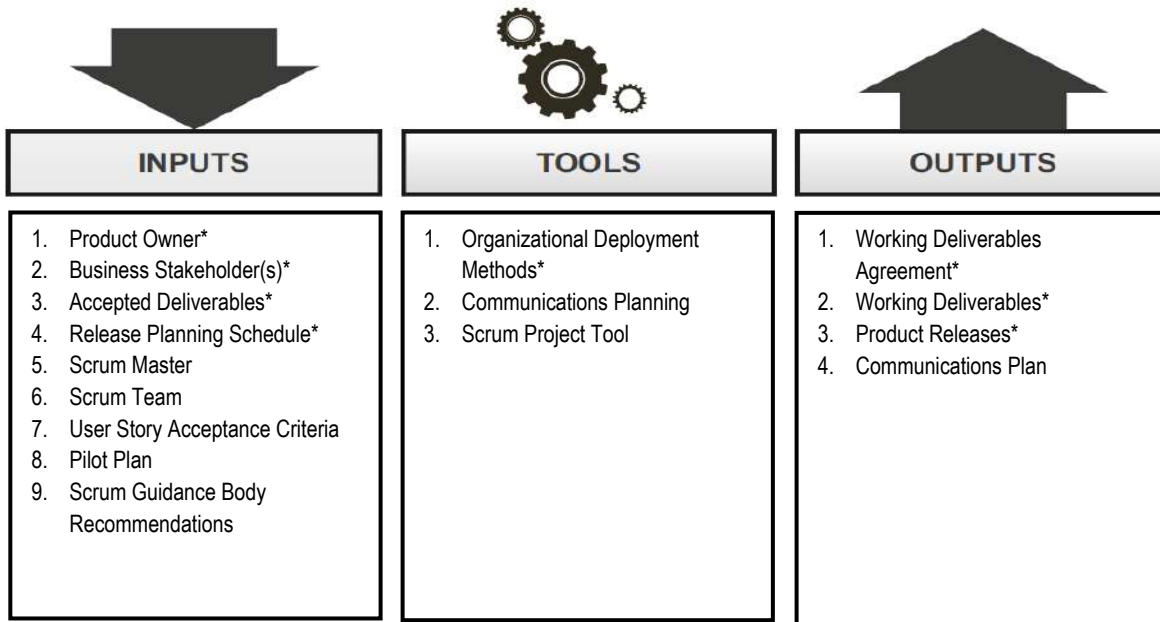 INPUTS
1. Product Owner*
2. Business Stakeholder(s)*
3. Accepted Deliverables*
4. Release Planning Schedule*
5. Scrum Master
6. Scrum Team
7. User Story Acceptance Criteria
8. Pilot Plan
9. Scrum Guidance Body
Recommendations
TOOLS
1. Organizational Deployment
Methods*
2. Communications Planning
3. Scrum Project Tool
OUTPUTS
1. Working Deliverables
Agreement*
2. Working Deliverables*
3. Product Releases*
4. Communications Plan